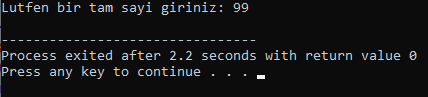 Lutfen bir tam sayi giriniz: 99
--------------------------------
Process exited after 2.2 seconds with return value 0
Press any key to continue . . .